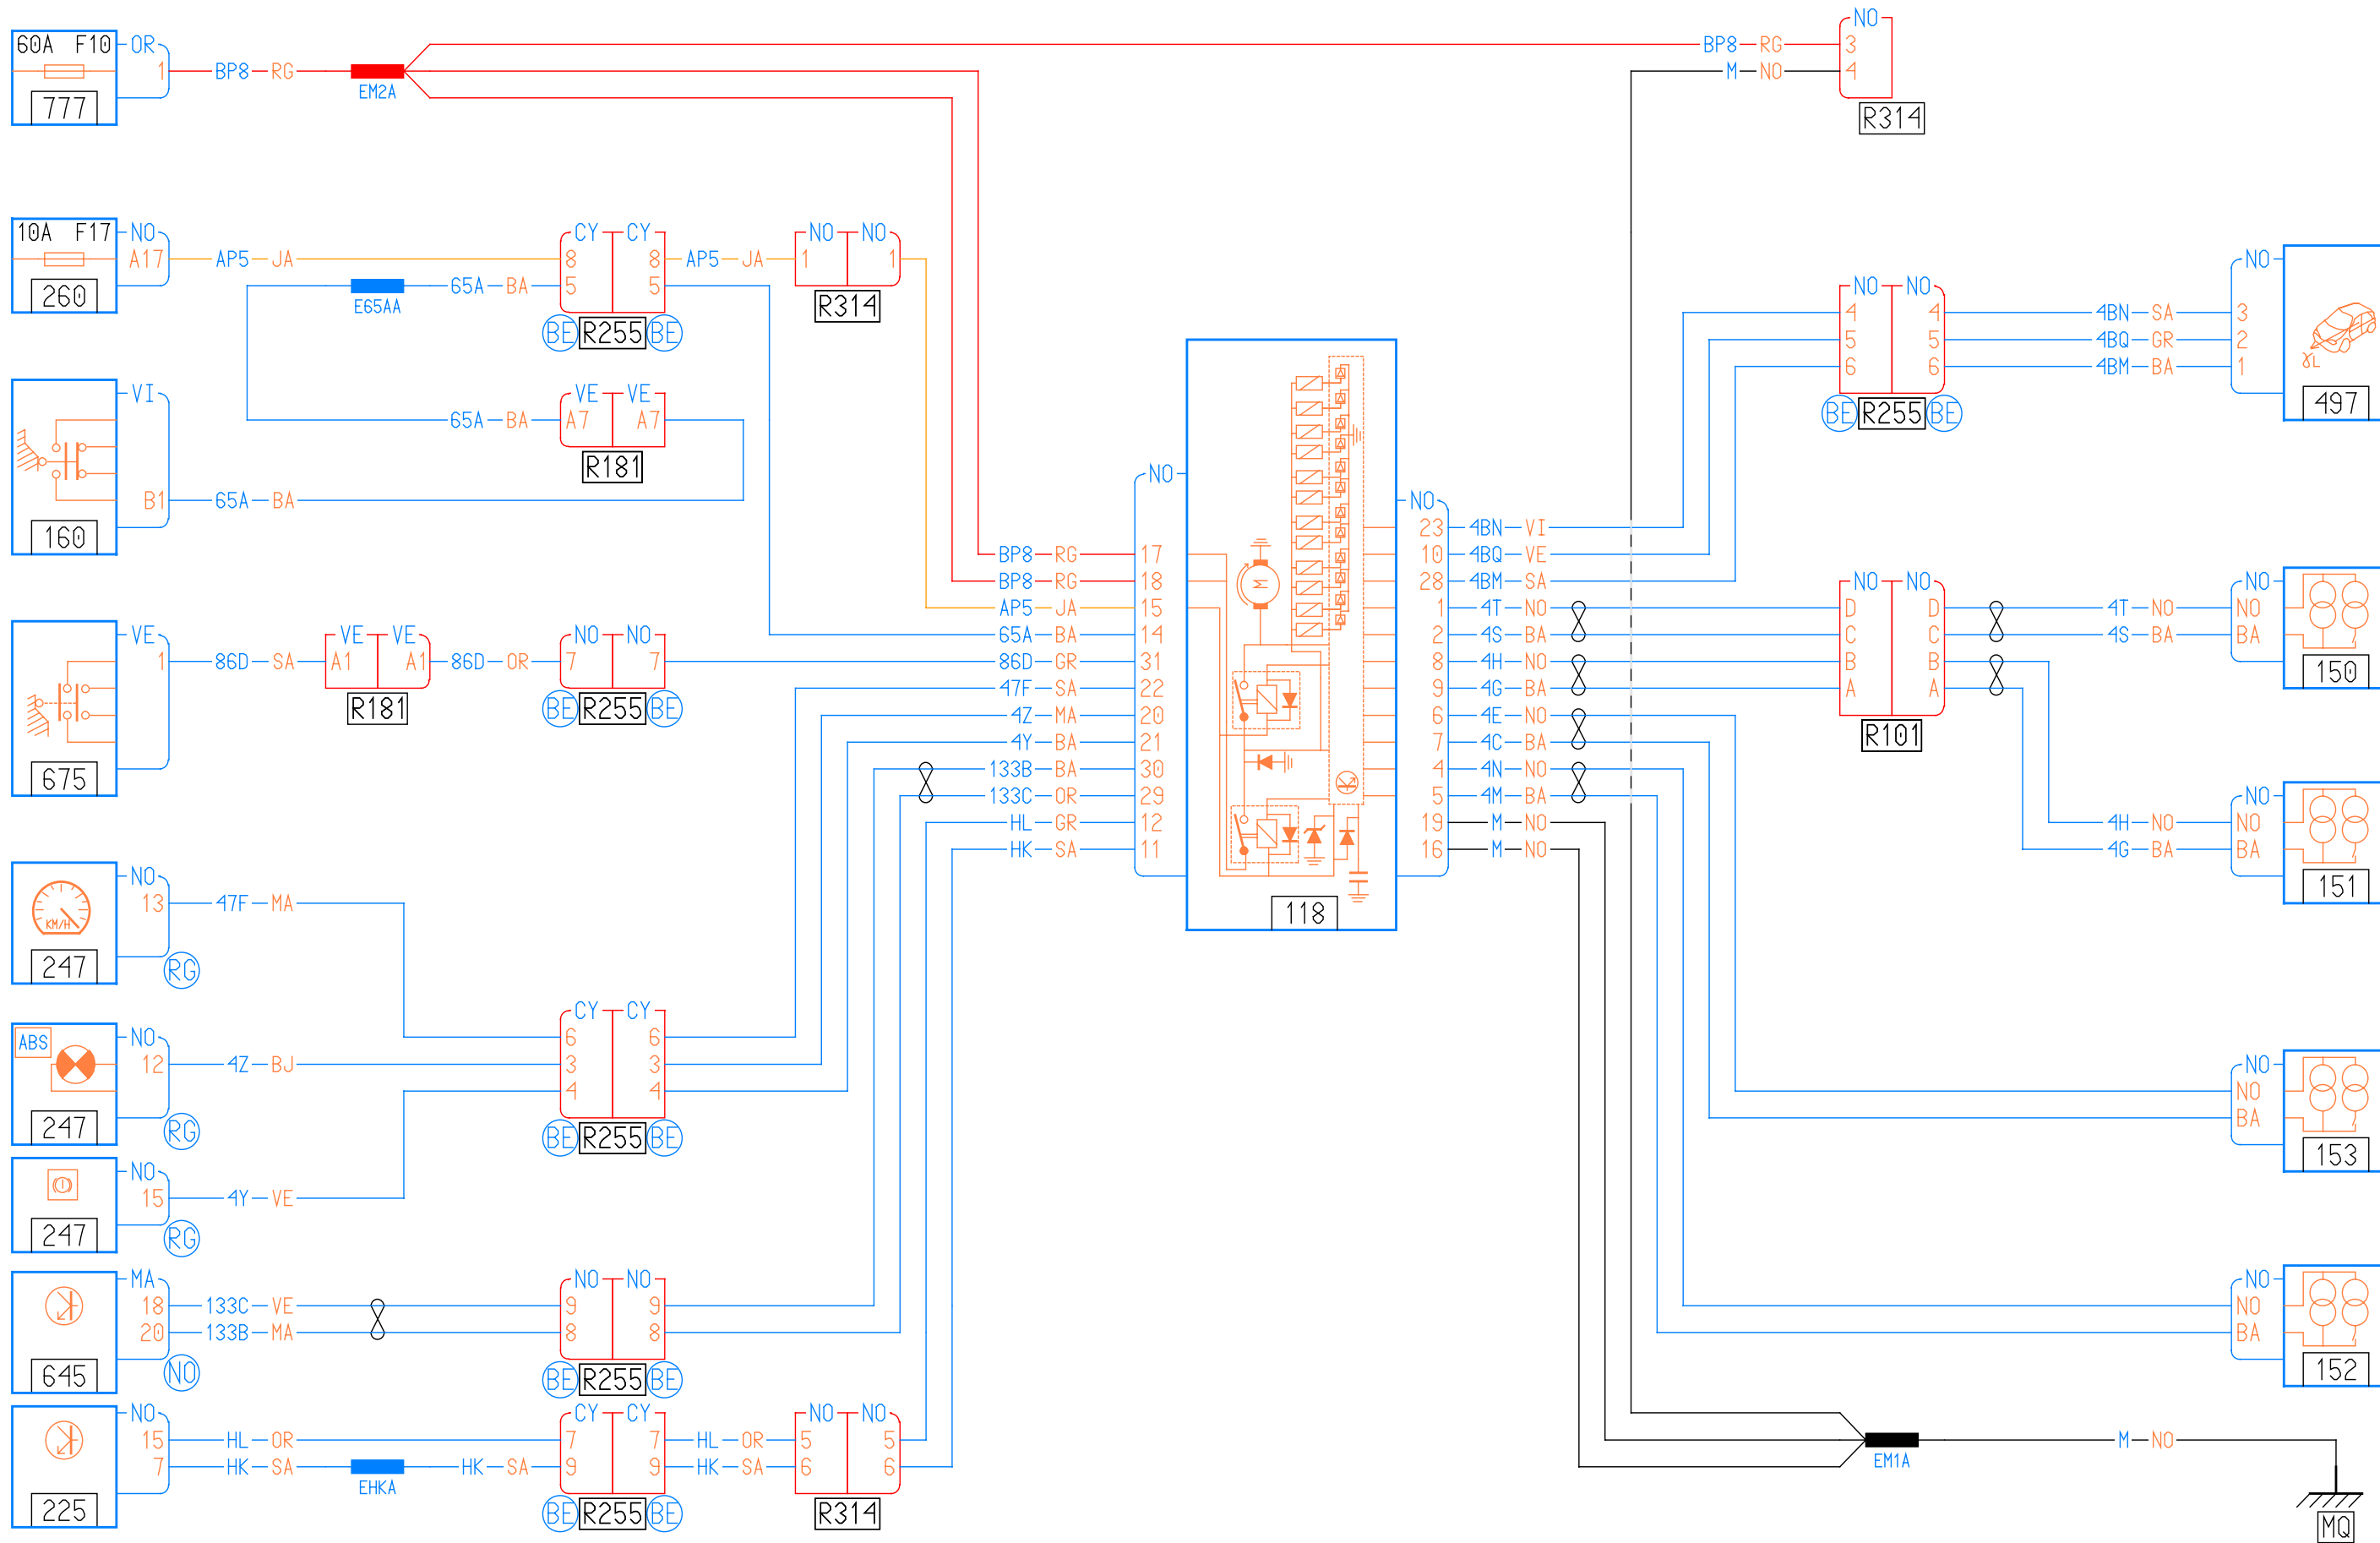 60A F10 OR
1 BP8 RG
777
EM2A
BP8 RG 3
M NO 4
NO
R314
10A F17 NO
A17 AP5 JA
260
E65AA
65A BA
CY CY
8 8
5 5
BE R255 BE
AP5 JA
NO NO
1 1
R314
VI
B1 65A BA
160
65A BA
VE VE
A7 A7
R181
VE
1 86D SA
675
VE VE
A1 A1
R181
86D OR
NO NO
7 7
BE R255 BE
NO
13 47F MA
KM/H
247
RG
ABS
NO
12 4Z BJ
247
RG
NO
15 4Y VE
247
RG
CY CY
6 6
3 3
4 4
BE R255 BE
MA
18 133C VE
20 133B MA
645
NO
NO NO
9 9
8 8
BE R255 BE
NO
15 HL OR
7 HK SA
225
EHKA
HK SA
CY CY
7 7
9 9
BE R255 BE
HL OR
HK SA
NO NO
5 5
6 6
R314
NO
BP8 RG 17
BP8 RG 18
AP5 JA 15
65A BA 14
86D GR 31
47F SA 22
4Z MA 20
4Y BA 21
133B BA 30
133C OR 29
HL GR 12
HK SA 11
M
118
NO
23 4BN VI
10 4BQ VE
28 4BM SA
1 4T NO
2 4S BA
8 4H NO
9 4G BA
6 4E NO
7 4C BA
4 4N NO
5 4M BA
19 M NO
16 M NO
NO NO
4 4
5 5
6 6
BE R255 BE
4BN SA 3
4BQ GR 2
4BM BA 1
NO
497
NO NO
D D
C C
B B
A A
R101
NO
4T NO NO
4S BA BA
150
NO
4H NO NO
4G BA BA
151
NO
NO
BA
153
NO
NO
BA
152
EM1A
M NO
MQ